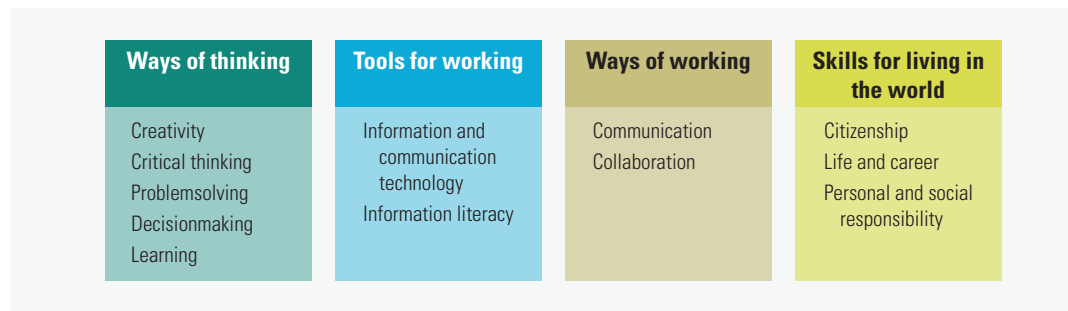 Ways of thinking
Creativity
Critical thinking
Problemsolving
Decisionmaking
Learning
Tools for working
Information and
communication
technology
Information literacy
Ways of working
Communication
Collaboration
Skills for living in
the world
Citizenship
Life and career
Personal and social
responsibility